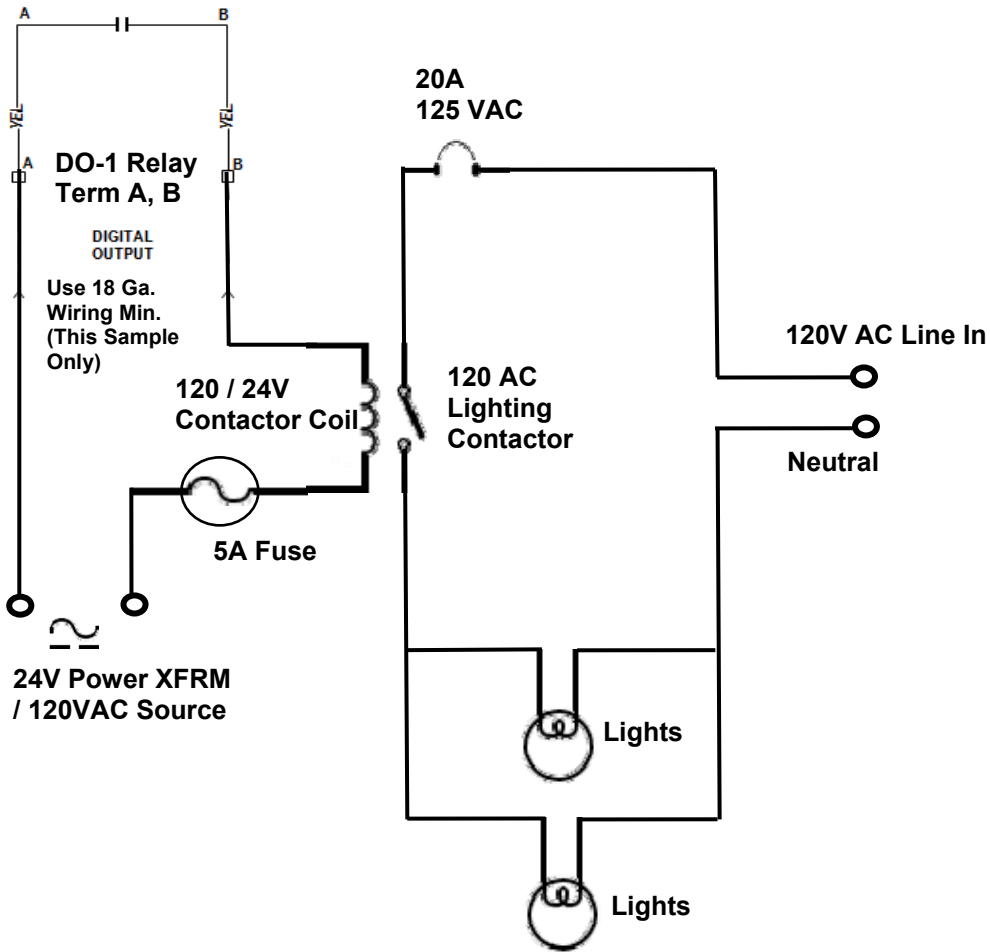 A
B
YEL
YEL
A
B
DO-1 Relay
Term A, B
DIGITAL
OUTPUT
Use 18 Ga.
Wiring Min.
(This Sample
Only)
20A
125 VAC
120V AC Line In
Neutral
120 / 24V
Contactor Coil
120 AC
Lighting
Contactor
5A Fuse
24V Power XFRM
/ 120VAC Source
Lights
Lights